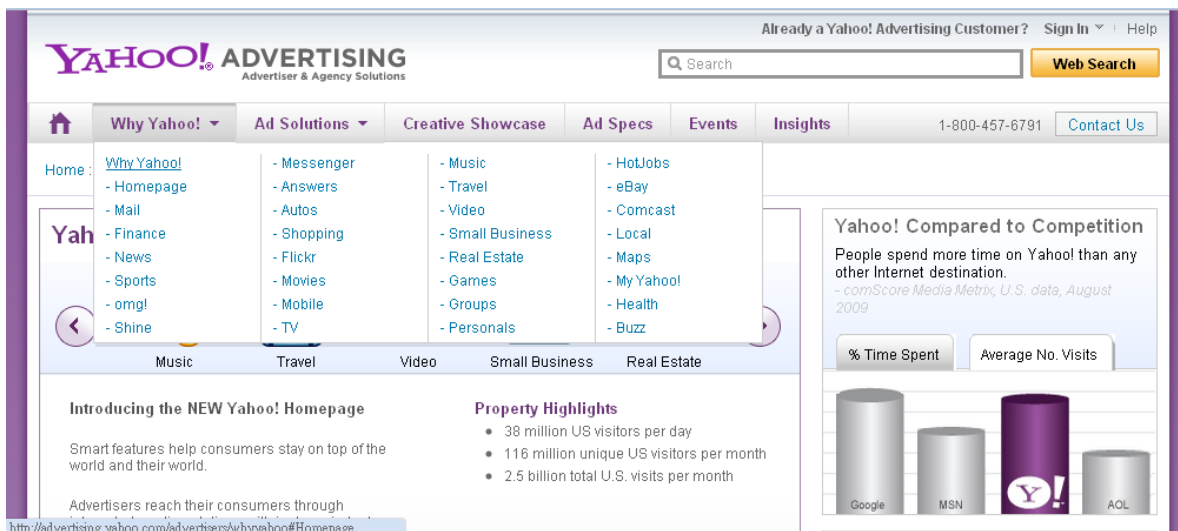 Already a Yahoo! Advertising Customer? Sign In Help
YAHOO!® ADVERTISING
Advertiser & Agency Solutions
Search
Web Search
Why Yahoo! Ad Solutions Creative Showcase Ad Specs Events Insights 1-800-457-6791 Contact Us
Home :
Why Yahoo!
- Homepage
- Mail
- Finance
- News
- Sports
- omg!
- Shine
- Messenger
- Answers
- Autos
- Shopping
- Flickr
- Movies
- Mobile
- TV
- Music
- Travel
- Video
- Small Business
- Real Estate
- Games
- Groups
- Personals
- HotJobs
- eBay
- Comcast
- Local
- Maps
- My Yahoo!
- Health
- Buzz
Yah
Music Travel Video Small Business Real Estate
Introducing the NEW Yahoo! Homepage
Smart features help consumers stay on top of the
world and their world.
Advertisers reach their consumers through
Property Highlights
38 million US visitors per day
116 million unique US visitors per month
2.5 billion total U.S. visits per month
Yahoo! Compared to Competition
People spend more time on Yahoo! than any
other Internet destination.
- comScore Media Metrix, U.S. data, August
2009
% Time Spent Average No. Visits
Google MSN Y! AOL
http://advertising.yahoo.com/advertisers/whyyahoo#Homepage